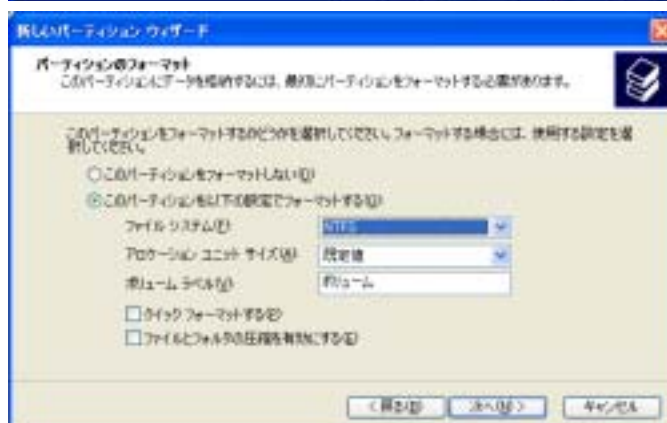 新しいパーティション ウィザード
パーティションのフォーマット
このパーティションにデータを格納するには、最初にパーティションをフォーマットする必要があります。
このパーティションをフォーマットするかどうかを選択してください。フォーマットする場合には、使用する設定を選
択してください。
このパーティションをフォーマットしない(D)
このパーティションを以下の設定でフォーマットする(O)
ファイル システム(F) NTFS
アロケーション ユニット サイズ(A) 既定値
ボリューム ラベル(V) ボリューム
クイック フォーマットする(P)
ファイルとフォルダの圧縮を有効にする(E)
< 戻る(B) 次へ(N) > キャンセル